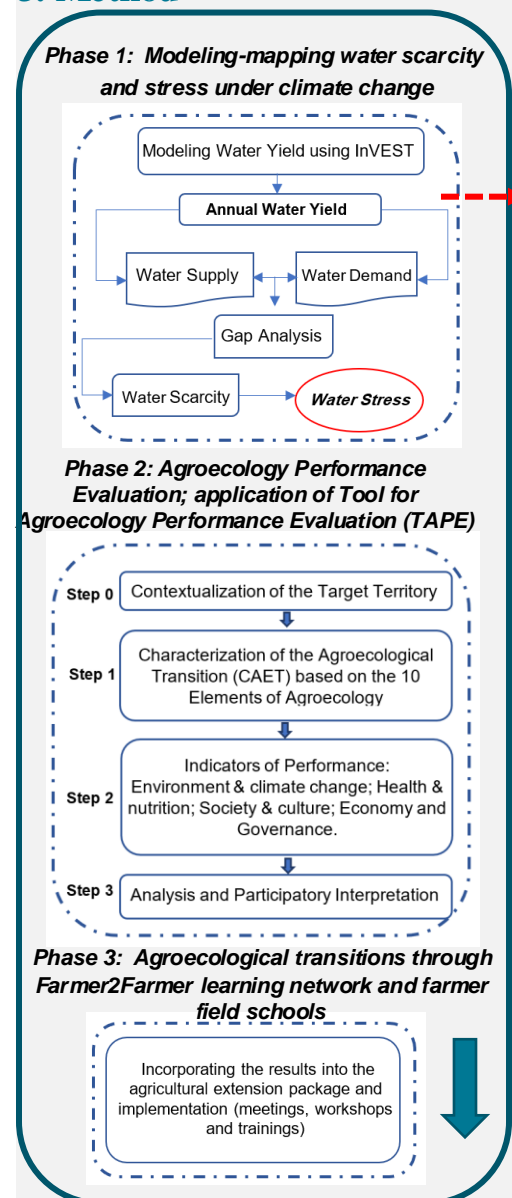 Phase 1: Modeling-mapping water scarcity
and stress under climate change
Modeling Water Yield using InVEST
Annual Water Yield
Water Supply
Water Demand
Gap Analysis
Water Scarcity
Water Stress
Phase 2: Agroecology Performance
Evaluation; application of Tool for
Agroecology Performance Evaluation (TAPE)
Step 0
Contextualization of the Target Territory
Step 1
Characterization of the Agroecological
Transition (CAET) based on the 10
Elements of Agroecology
Step 2
Indicators of Performance:
Environment & climate change; Health &
nutrition; Society & culture; Economy and
Governance.
Step 3
Analysis and Participatory Interpretation
Phase 3: Agroecological transitions through
Farmer2Farmer learning network and farmer
field schools
Incorporating the results into the
agricultural extension package and
implementation (meetings, workshops
and trainings)